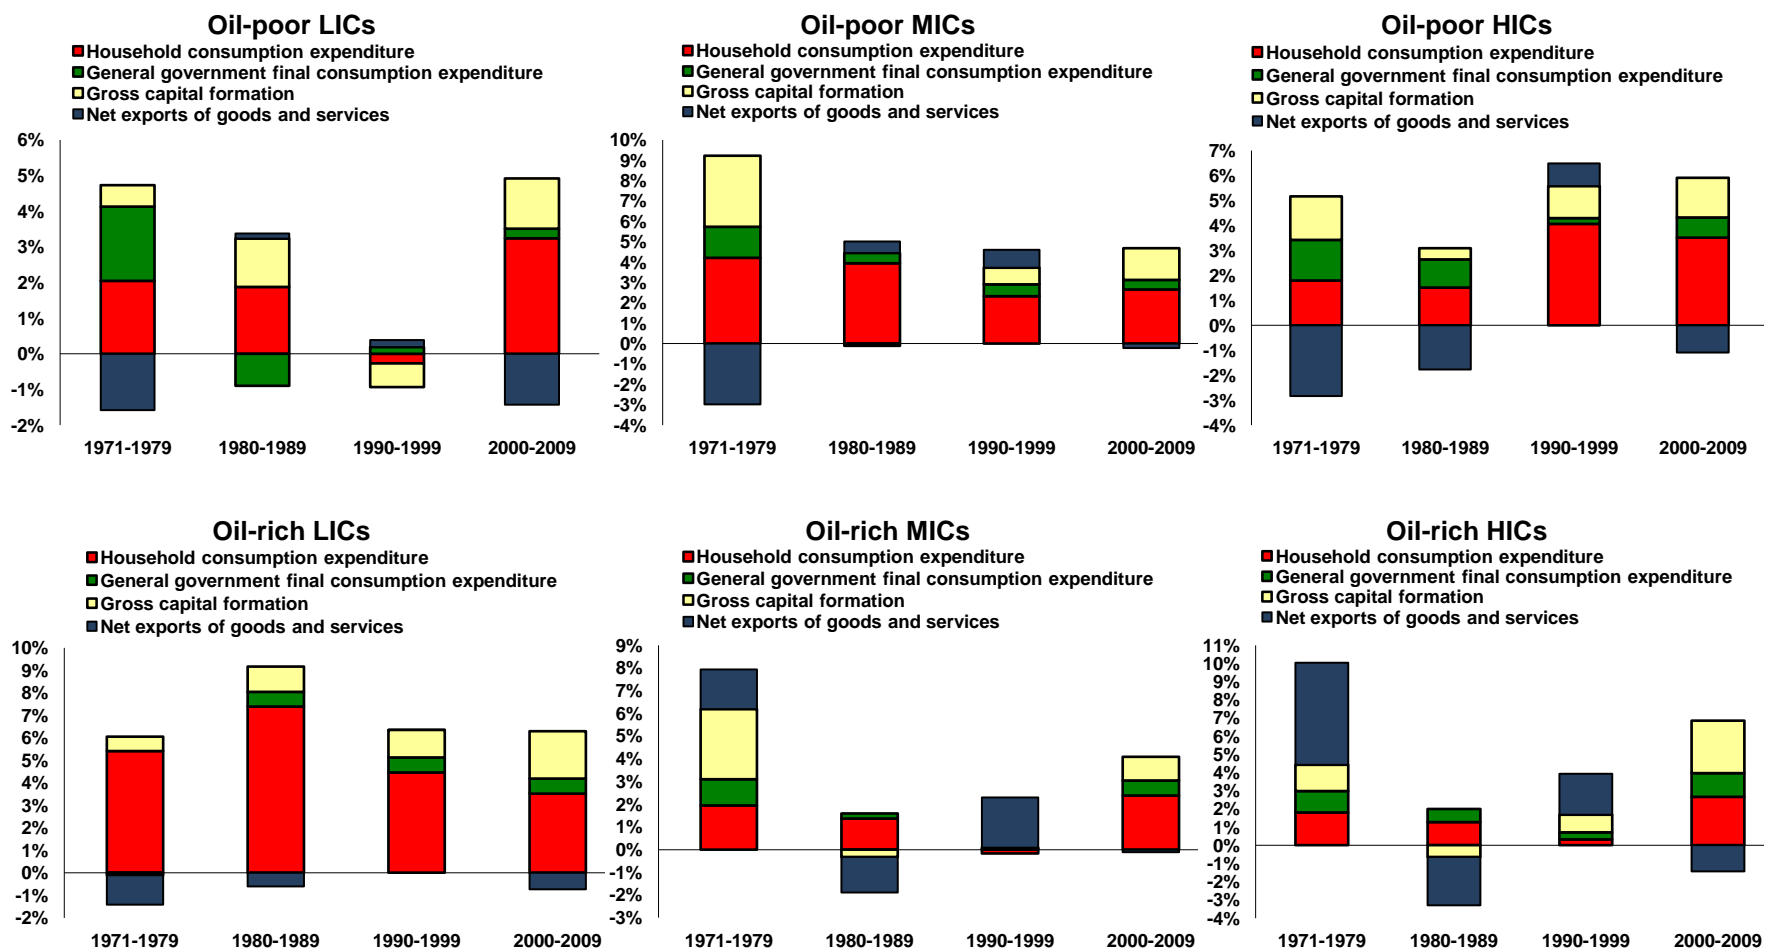 Oil-poor LICs
Household consumption expenditure
General government final consumption expenditure
Gross capital formation
Net exports of goods and services
6%
5%
4%
3%
2%
1%
0%
-1%
-2%
1971-1979 1980-1989 1990-1999 2000-2009
Oil-poor MICs
Household consumption expenditure
General government final consumption expenditure
Gross capital formation
Net exports of goods and services
10%
9%
8%
7%
6%
5%
4%
3%
2%
1%
0%
-1%
-2%
-3%
-4%
1971-1979 1980-1989 1990-1999 2000-2009
Oil-poor HICs
Household consumption expenditure
General government final consumption expenditure
Gross capital formation
Net exports of goods and services
7%
6%
5%
4%
3%
2%
1%
0%
-1%
-2%
-3%
-4%
1971-1979 1980-1989 1990-1999 2000-2009
Oil-rich LICs
Household consumption expenditure
General government final consumption expenditure
Gross capital formation
Net exports of goods and services
10%
9%
8%
7%
6%
5%
4%
3%
2%
1%
0%
-1%
-2%
1971-1979 1980-1989 1990-1999 2000-2009
Oil-rich MICs
Household consumption expenditure
General government final consumption expenditure
Gross capital formation
Net exports of goods and services
9%
8%
7%
6%
5%
4%
3%
2%
1%
0%
-1%
-2%
-3%
1971-1979 1980-1989 1990-1999 2000-2009
Oil-rich HICs
Household consumption expenditure
General government final consumption expenditure
Gross capital formation
Net exports of goods and services
11%
10%
9%
8%
7%
6%
5%
4%
3%
2%
1%
0%
-1%
-2%
-3%
-4%
1971-1979 1980-1989 1990-1999 2000-2009